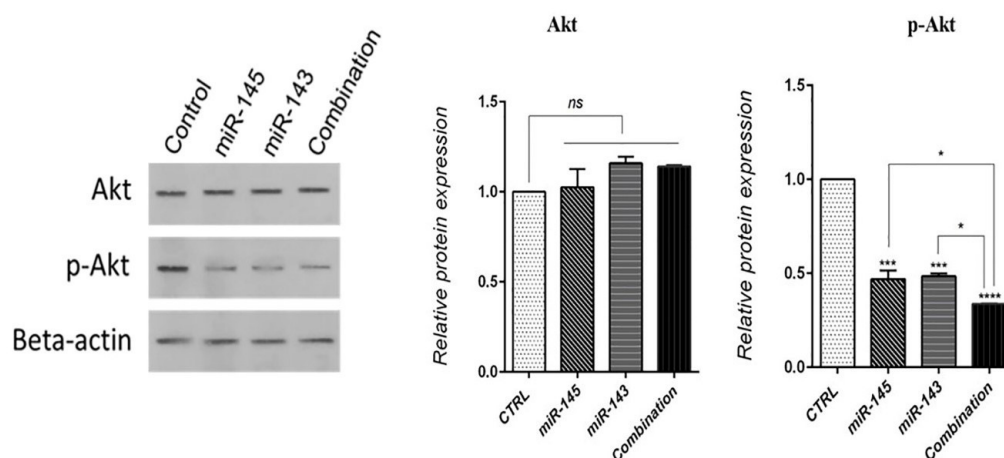 Control
miR-145
miR-143
Combination
Akt
p-Akt
Beta-actin
Akt
Relative protein expression
1.5
1.0
0.5
0.0
ns
CTRL
miR-145
miR-143
Combination
p-Akt
Relative protein expression
1.5
1.0
0.5
0.0
*
*
***
***
****
CTRL
miR-145
miR-143
Combination